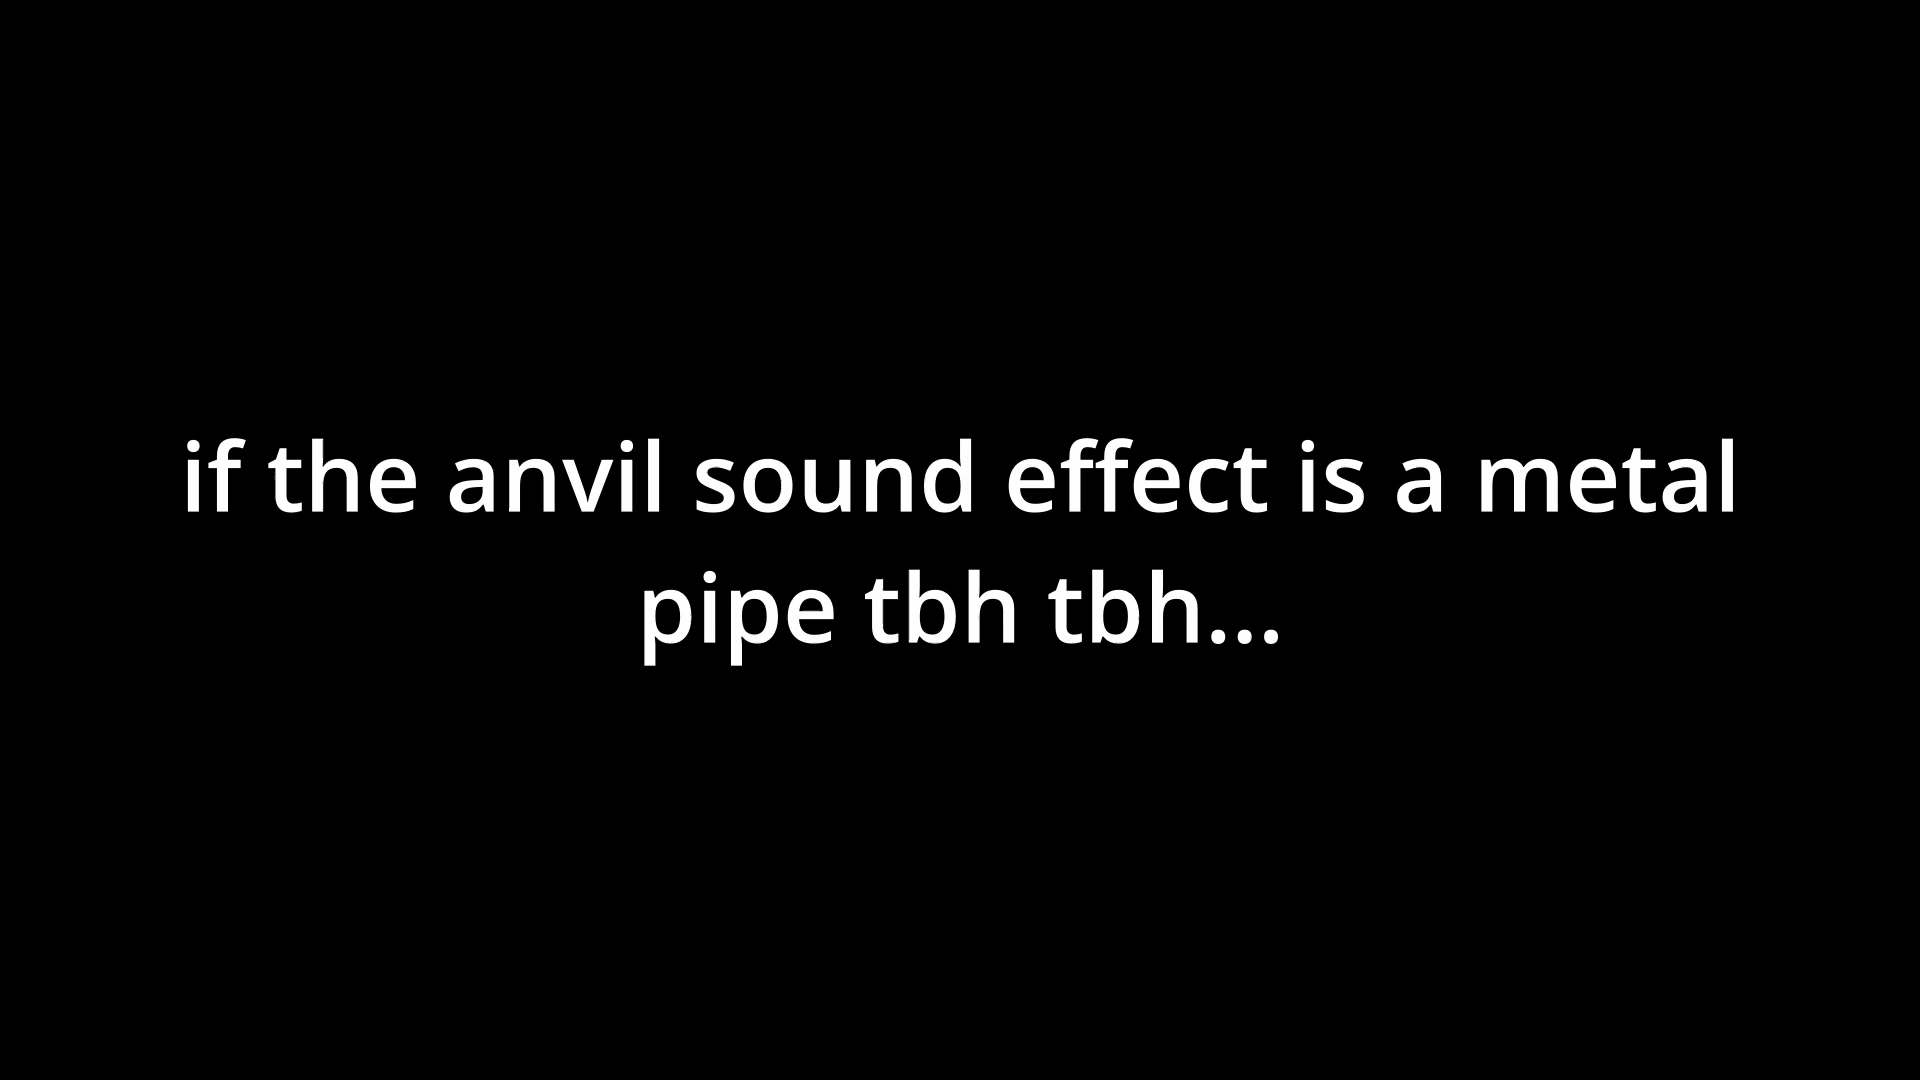 if the anvil sound effect is a metal
pipe tbh tbh...